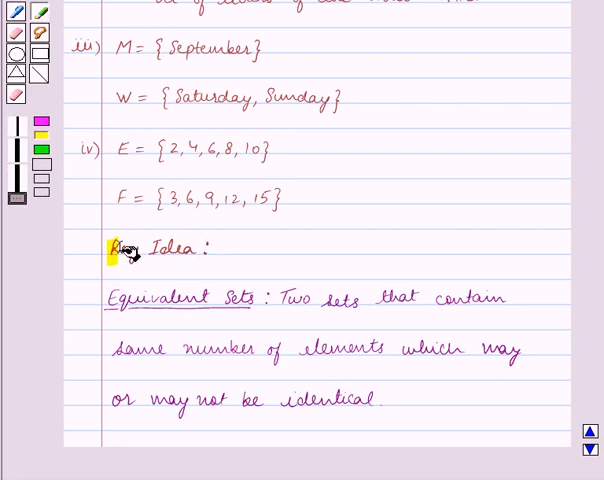 iii) M = { September}
W = {Saturday, Sunday}
iv) E = {2, 4, 6, 8, 10}
F = {3, 6, 9, 12, 15}
Key Idea :
Equivalent Sets : Two sets that contain
same number of elements which may
or may not be identical.